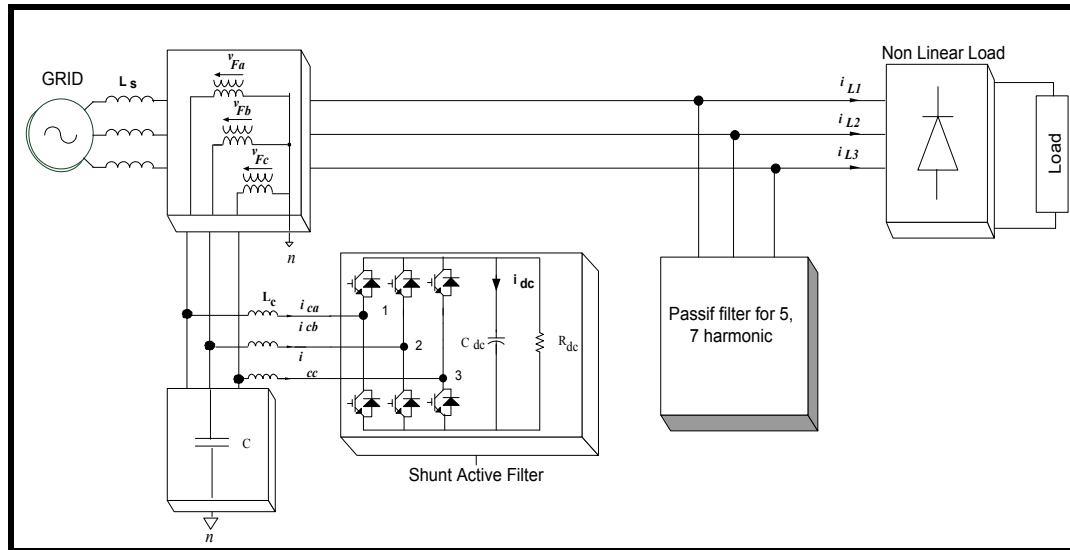 GRID
L s
v Fa
v Fb
v Fc
n
Non Linear Load
i L1
i L2
i L3
Load
L c
i ca
i cb
i
cc
1
2
3
i dc
C dc
R dc
Shunt Active Filter
C
n
Passif filter for 5,
7 harmonic